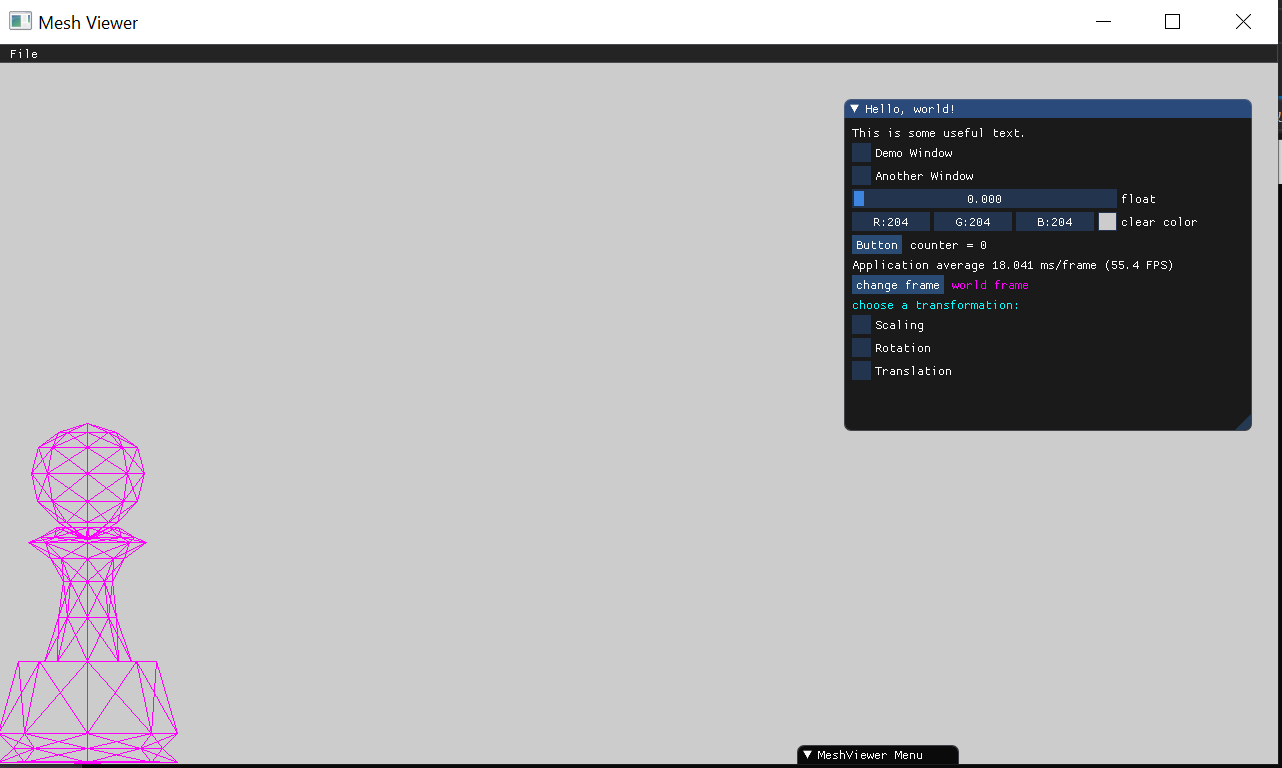 Mesh Viewer
File
Hello, world!
This is some useful text.
Demo Window
Another Window
0.000 float
R:204 G:204 B:204 clear color
Button counter = 0
Application average 18.041 ms/frame (55.4 FPS)
change frame world frame
choose a transformation:
Scaling
Rotation
Translation
MeshViewer Menu